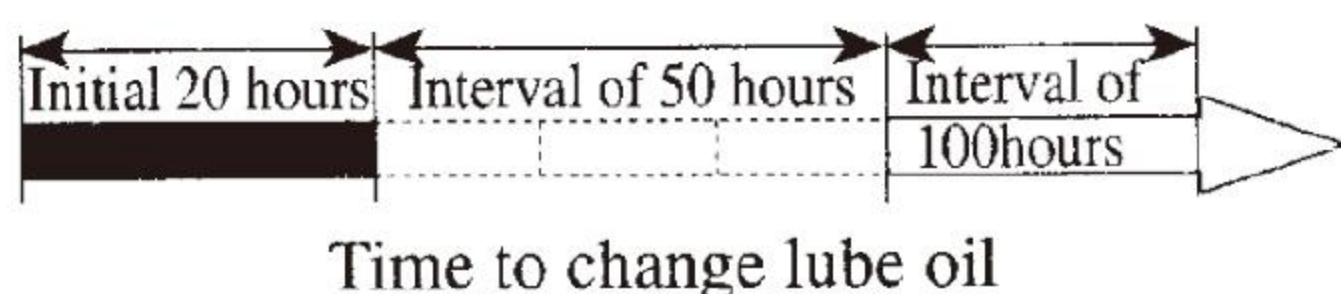 Initial 20 hours
Interval of 50 hours
Interval of
100hours
Time to change lube oil